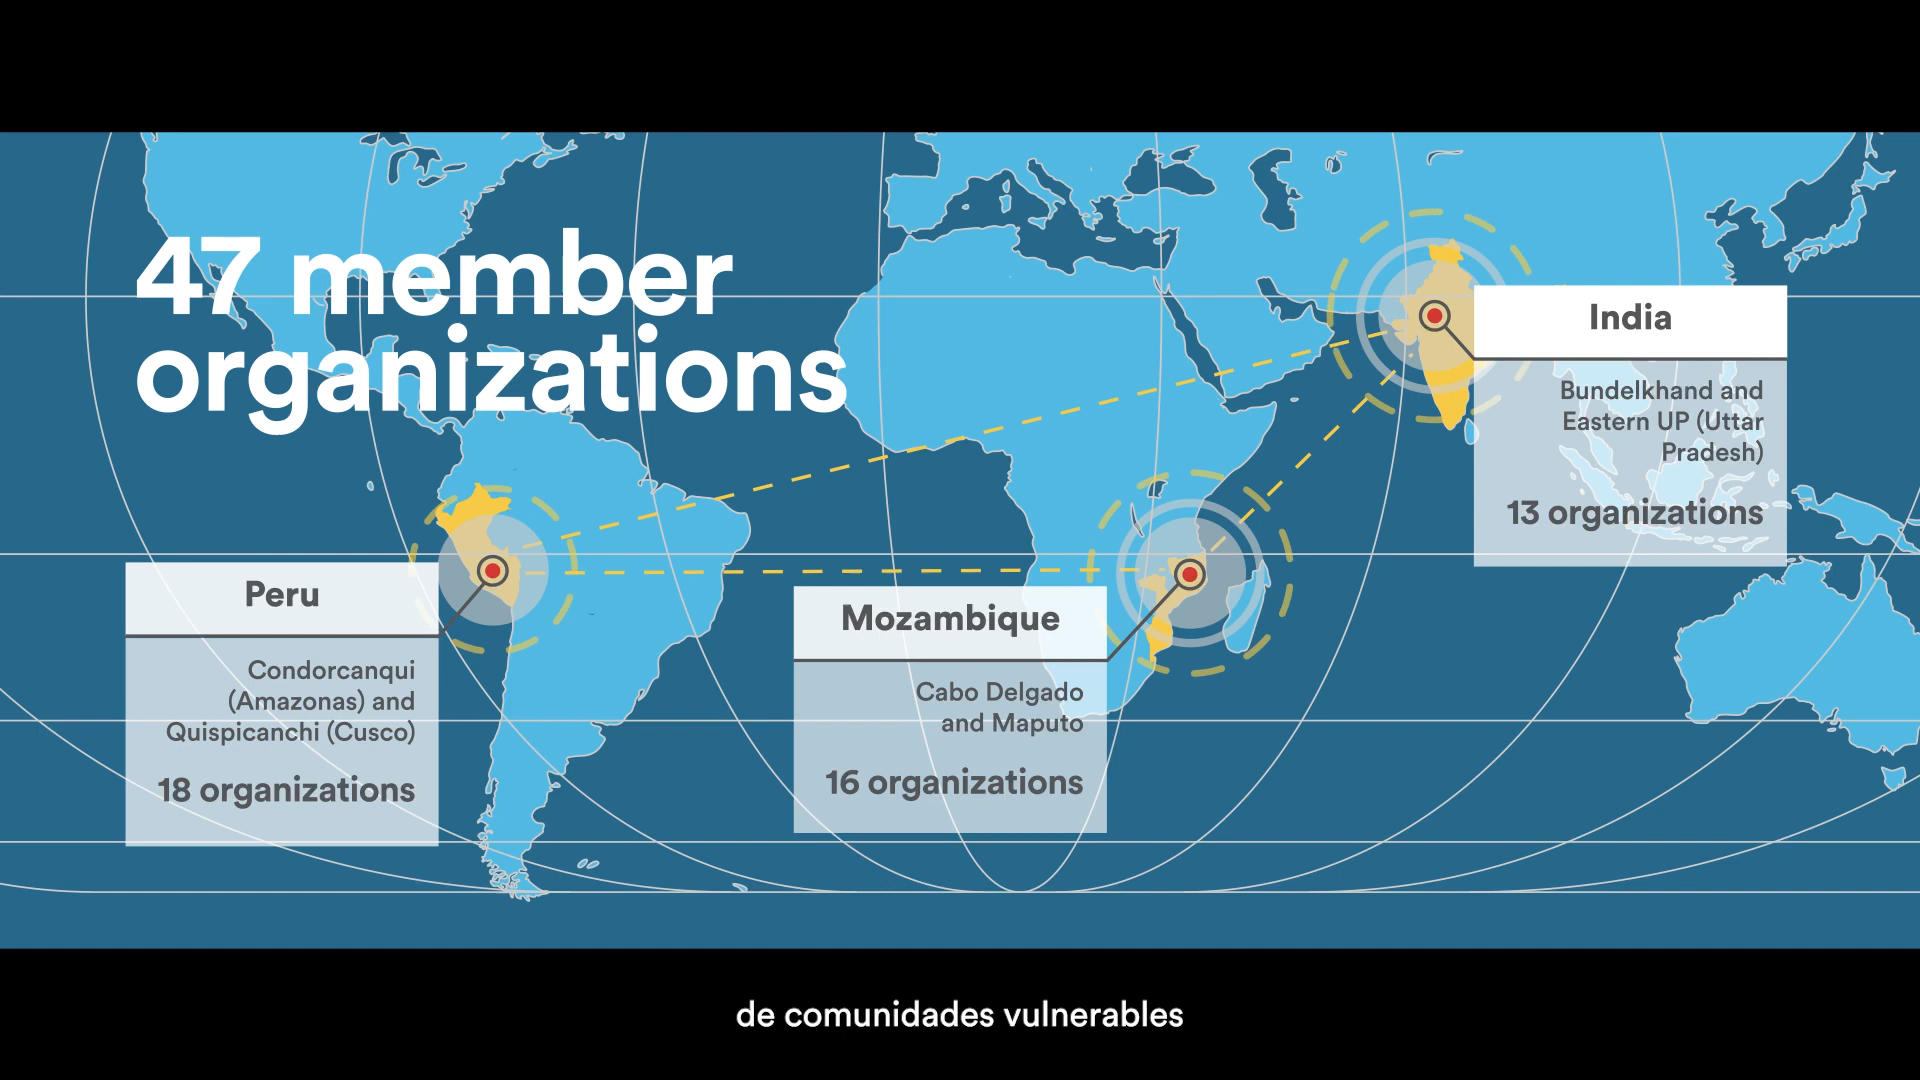 47 member
organizations
Peru
Condorcanqui
(Amazonas) and
Quispicanchi (Cusco)
18 organizations
Mozambique
Cabo Delgado
and Maputo
16 organizations
India
Bundelkhand and
Eastern UP (Uttar
Pradesh)
13 organizations
de comunidades vulnerables